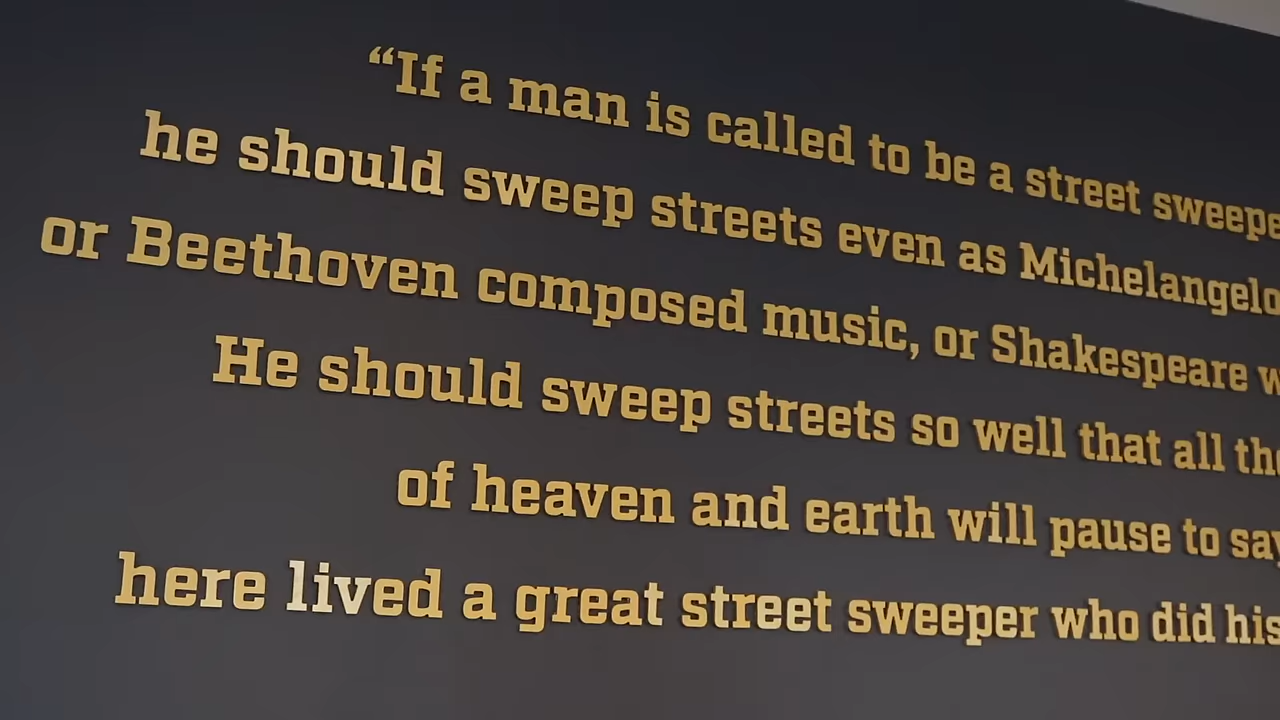 “If a man is called to be a street sweepe
he should sweep streets even as Michelangelo
or Beethoven composed music, or Shakespeare w
He should sweep streets so well that all the
of heaven and earth will pause to say
here lived a great street sweeper who did his